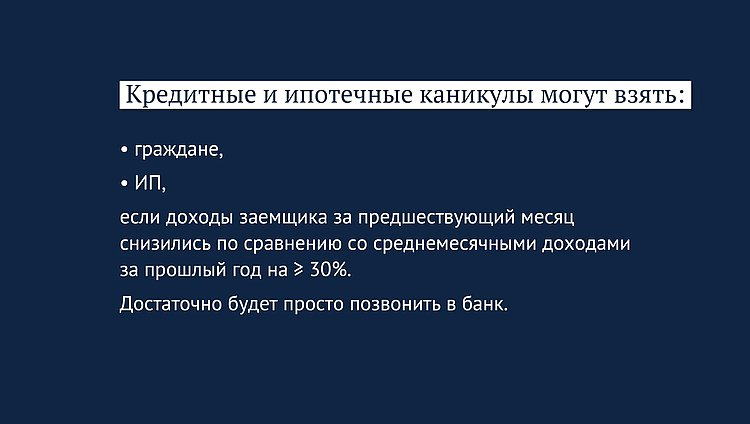 Кредитные и ипотечные каникулы могут взять:
• граждане,
• ИП,
если доходы заемщика за предшествующий месяц
снизились по сравнению со среднемесячными доходами
за прошлый год на ≥ 30%.
Достаточно будет просто позвонить в банк.